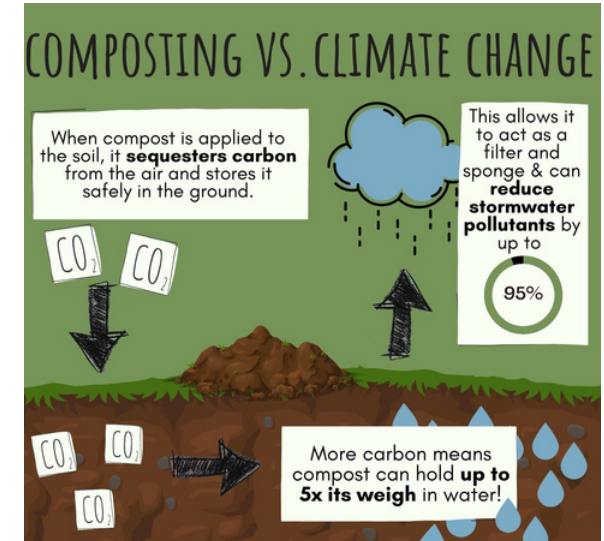 COMPOSTING VS. CLIMATE CHANGE
When compost is applied to
the soil, it sequesters carbon
from the air and stores it
safely in the ground.
CO2
CO2
This allows it
to act as a
filter and
sponge & can
reduce
stormwater
pollutants by
up to
95%
CO2
CO2
CO2
More carbon means
compost can hold up to
5x its weigh in water!